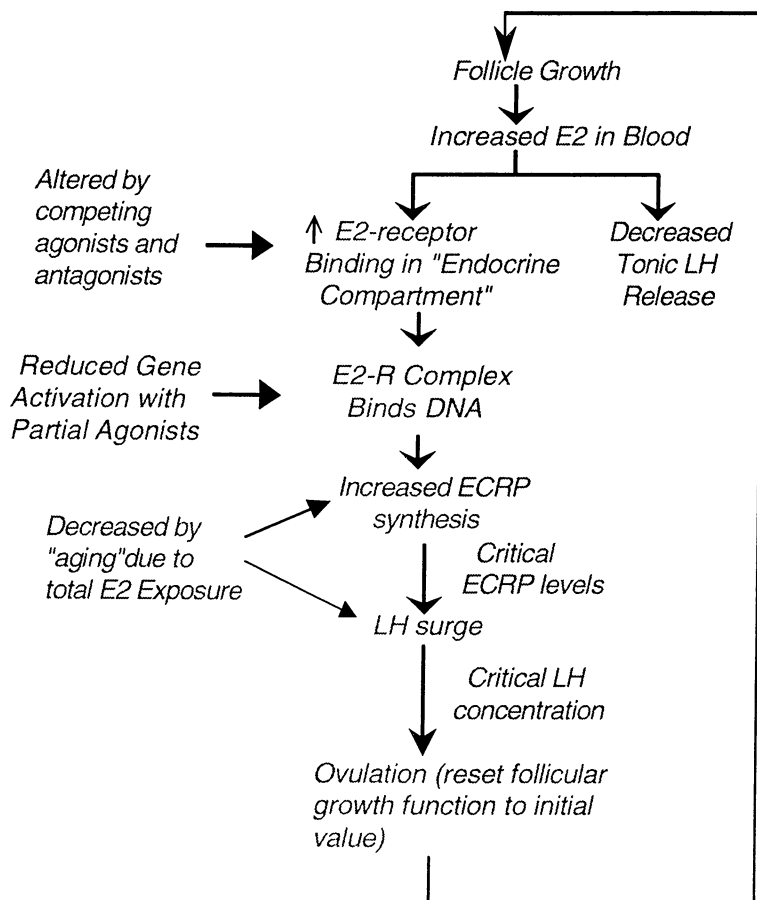 Follicle Growth
Increased E2 in Blood
Altered by
competing
agonists and
antagonists
↑ E2-receptor
Binding in "Endocrine
Compartment"
Decreased
Tonic LH
Release
Reduced Gene
Activation with
Partial Agonists
E2-R Complex
Binds DNA
Increased ECRP
synthesis
Decreased by
"aging"due to
total E2 Exposure
Critical
ECRP levels
LH surge
Critical LH
concentration
Ovulation (reset follicular
growth function to initial
value)